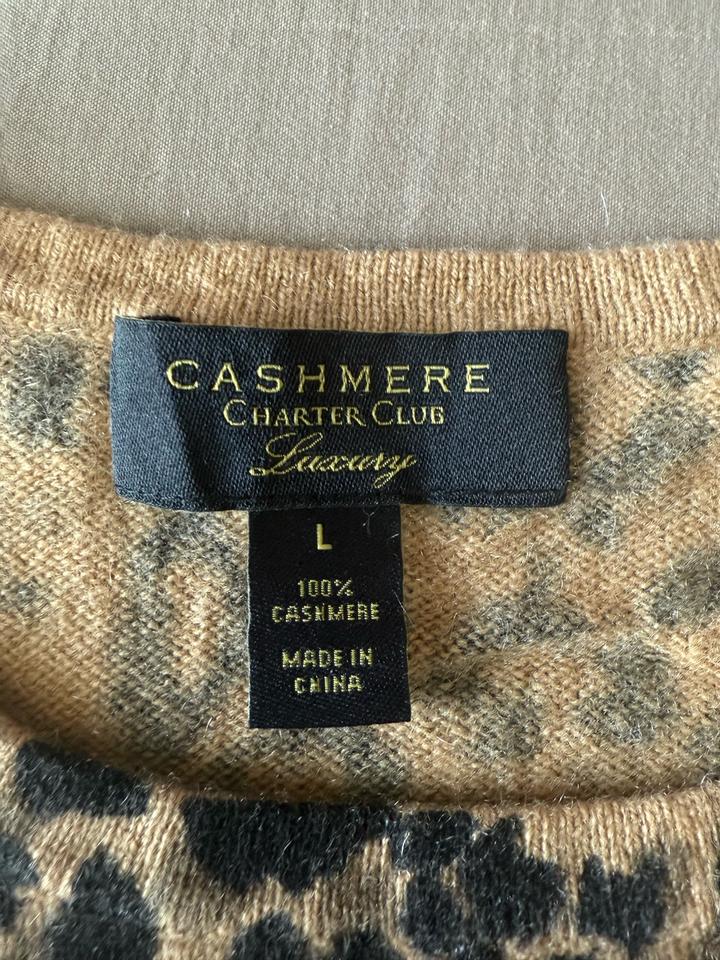 CASHMERE
CHARTER CLUB
Luxury
L
100%
CASHMERE
MADE IN
CHINA